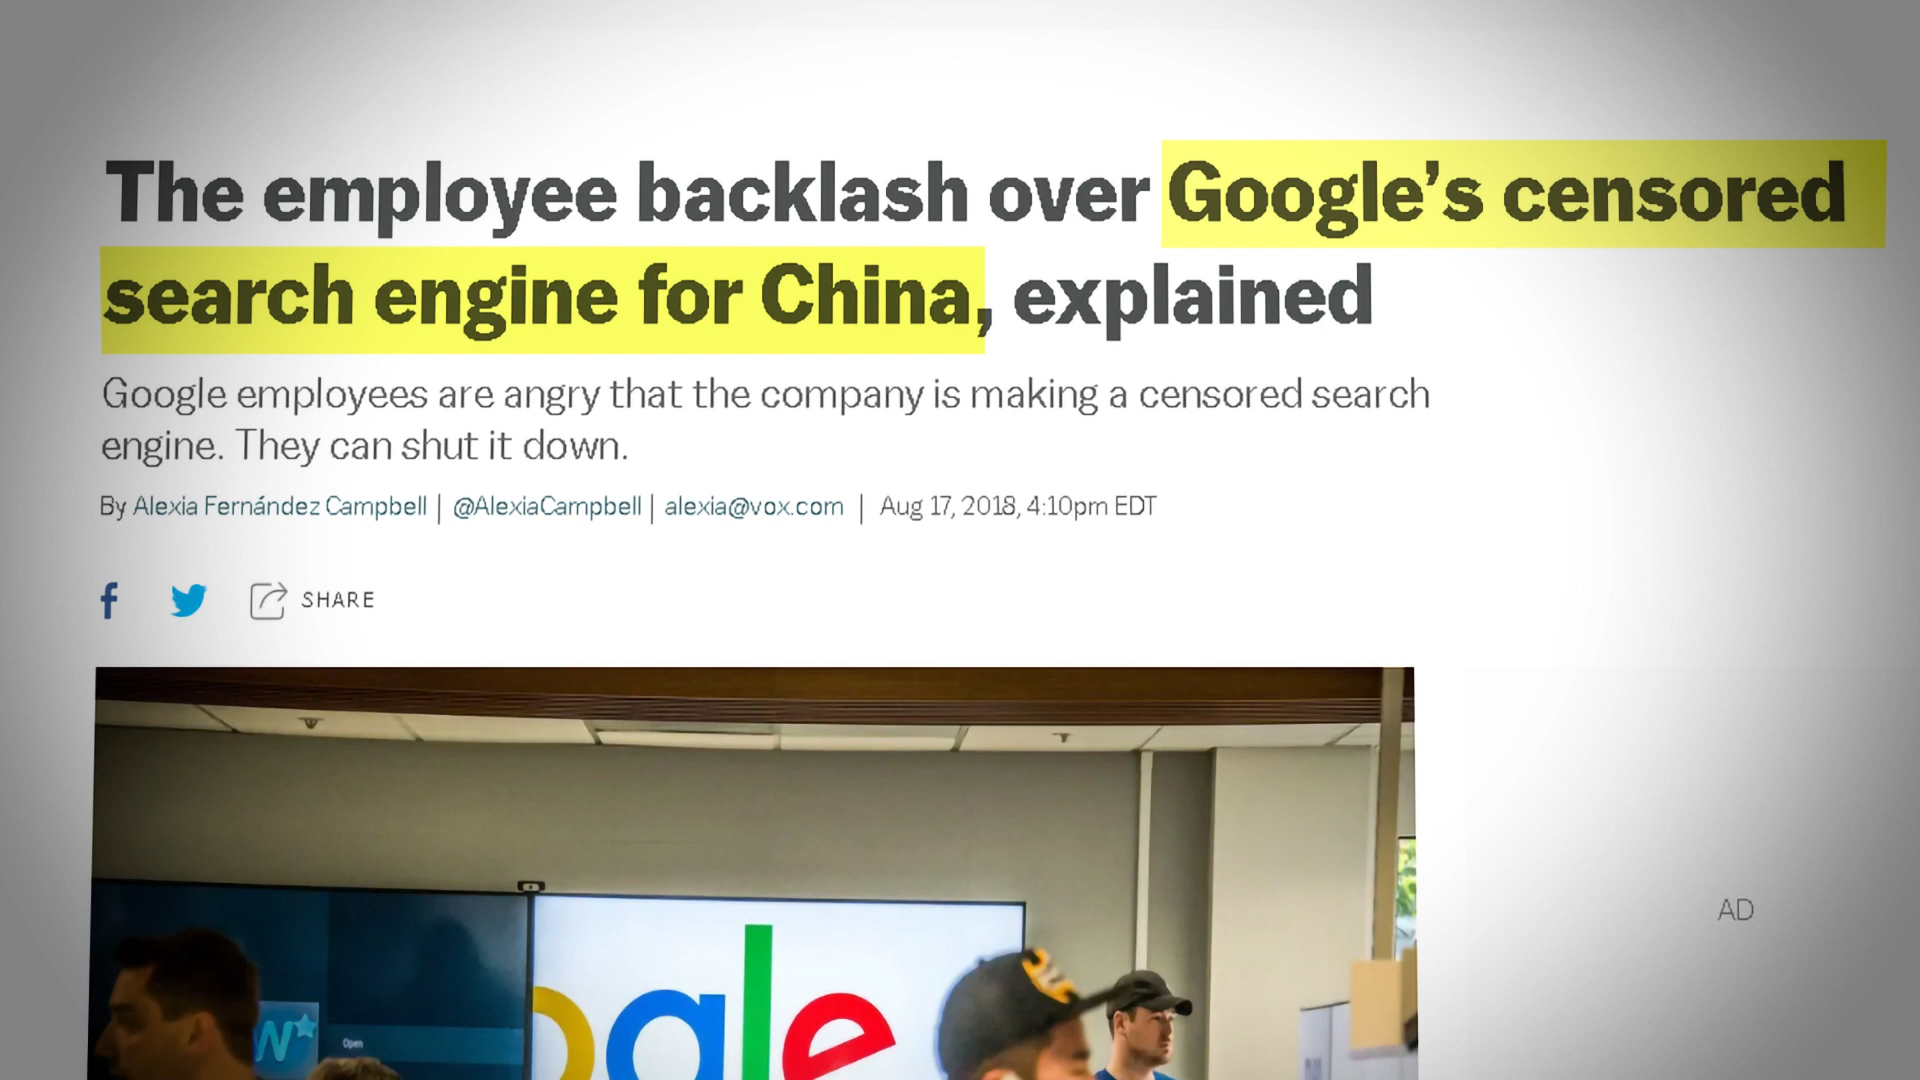 The employee backlash over Google’s censored
search engine for China, explained
Google employees are angry that the company is making a censored search
engine. They can shut it down.
By Alexia Fernández Campbell | @AlexiaCampbell | alexia@vox.com | Aug 17, 2018, 4:10pm EDT
f
SHARE
AD
W
Open
ogle